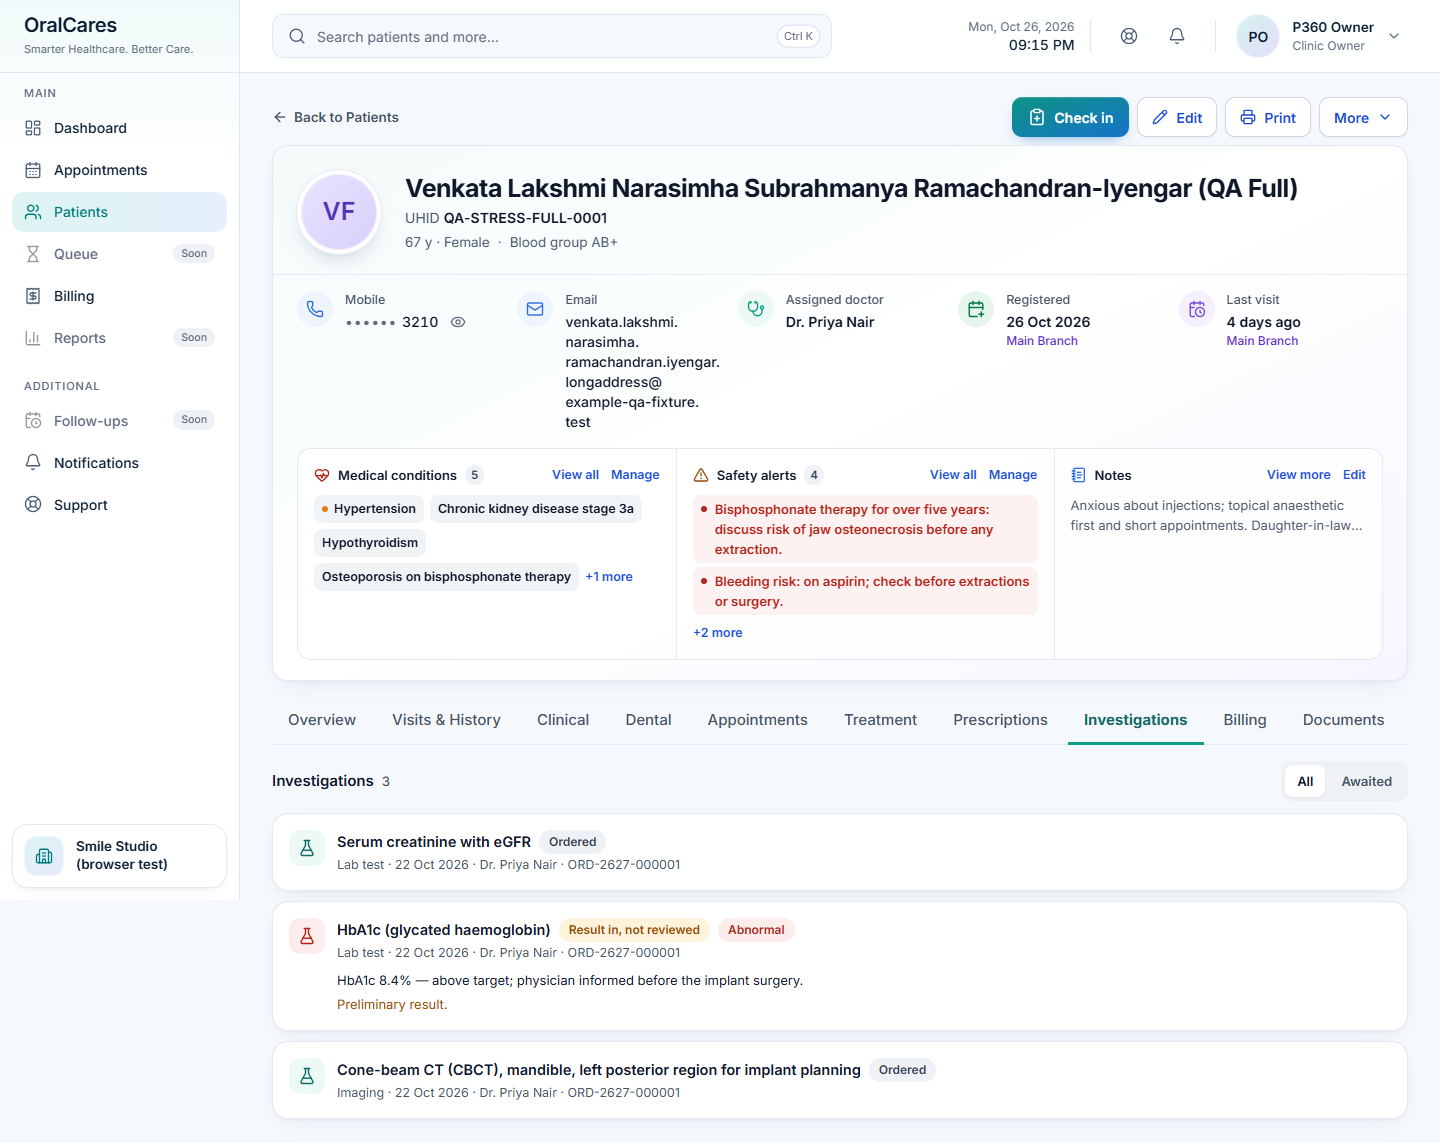 OralCares
Smarter Healthcare. Better Care.
Search patients and more...
Ctrl K
Mon, Oct 26, 2026
09:15 PM
PO
P360 Owner
Clinic Owner
MAIN
Dashboard
Appointments
Patients
Queue
Soon
Billing
Reports
Soon
ADDITIONAL
Follow-ups
Soon
Notifications
Support
Smile Studio
(browser test)
Back to Patients
Check in
Edit
Print
More
VF
Venkata Lakshmi Narasimha Subrahmanya Ramachandran-Iyengar (QA Full)
UHID QA-STRESS-FULL-0001
67 y · Female · Blood group AB+
Mobile
•••••• 3210
Email
venkata.lakshmi.
narasimha.
ramachandran.iyengar.
longaddress@
example-qa-fixture.
test
Assigned doctor
Dr. Priya Nair
Registered
26 Oct 2026
Main Branch
Last visit
4 days ago
Main Branch
Medical conditions 5
View all Manage
Hypertension
Chronic kidney disease stage 3a
Hypothyroidism
Osteoporosis on bisphosphonate therapy
+1 more
Safety alerts 4
View all Manage
Bisphosphonate therapy for over five years:
discuss risk of jaw osteonecrosis before any
extraction.
Bleeding risk: on aspirin; check before extractions
or surgery.
+2 more
Notes
View more Edit
Anxious about injections; topical anaesthetic
first and short appointments. Daughter-in-law...
Overview
Visits & History
Clinical
Dental
Appointments
Treatment
Prescriptions
Investigations
Billing
Documents
Investigations 3
All
Awaited
Serum creatinine with eGFR
Ordered
Lab test · 22 Oct 2026 · Dr. Priya Nair · ORD-2627-000001
HbA1c (glycated haemoglobin)
Result in, not reviewed
Abnormal
Lab test · 22 Oct 2026 · Dr. Priya Nair · ORD-2627-000001
HbA1c 8.4% — above target; physician informed before the implant surgery.
Preliminary result.
Cone-beam CT (CBCT), mandible, left posterior region for implant planning
Ordered
Imaging · 22 Oct 2026 · Dr. Priya Nair · ORD-2627-000001